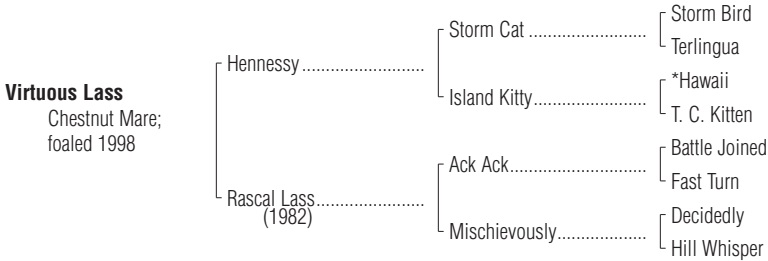 Storm Bird
Storm Cat ..........................
Terlingua
Hennessy ...........................
*Hawaii
Island Kitty.........................
T. C. Kitten
Virtuous Lass
Chestnut Mare;
foaled 1998
Battle Joined
Ack Ack..............................
Fast Turn
Rascal Lass........................
(1982)
Decidedly
Mischievously....................
Hill Whisper